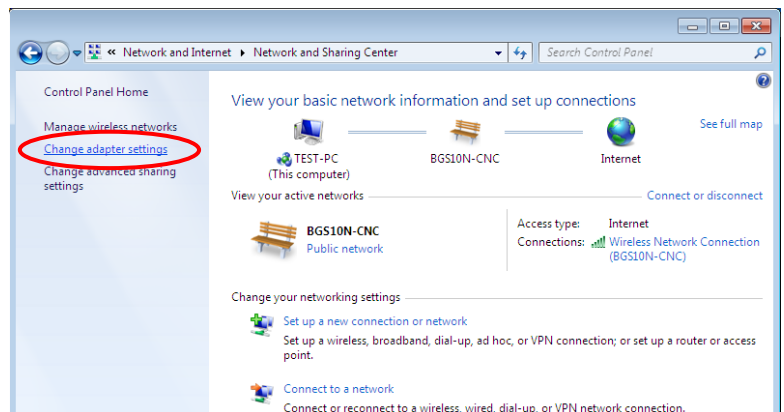 « Network and Internet ▸ Network and Sharing Center
Search Control Panel
Control Panel Home
Manage wireless networks
Change adapter settings
Change advanced sharing
settings
View your basic network information and set up connections
See full map
TEST-PC
(This computer)
BGS10N-CNC
Internet
View your active networks
Connect or disconnect
BGS10N-CNC
Public network
Access type: Internet
Connections: Wireless Network Connection
(BGS10N-CNC)
Change your networking settings
Set up a new connection or network
Set up a wireless, broadband, dial-up, ad hoc, or VPN connection; or set up a router or access
point.
Connect to a network
Connect or reconnect to a wireless, wired, dial-up, or VPN network connection.